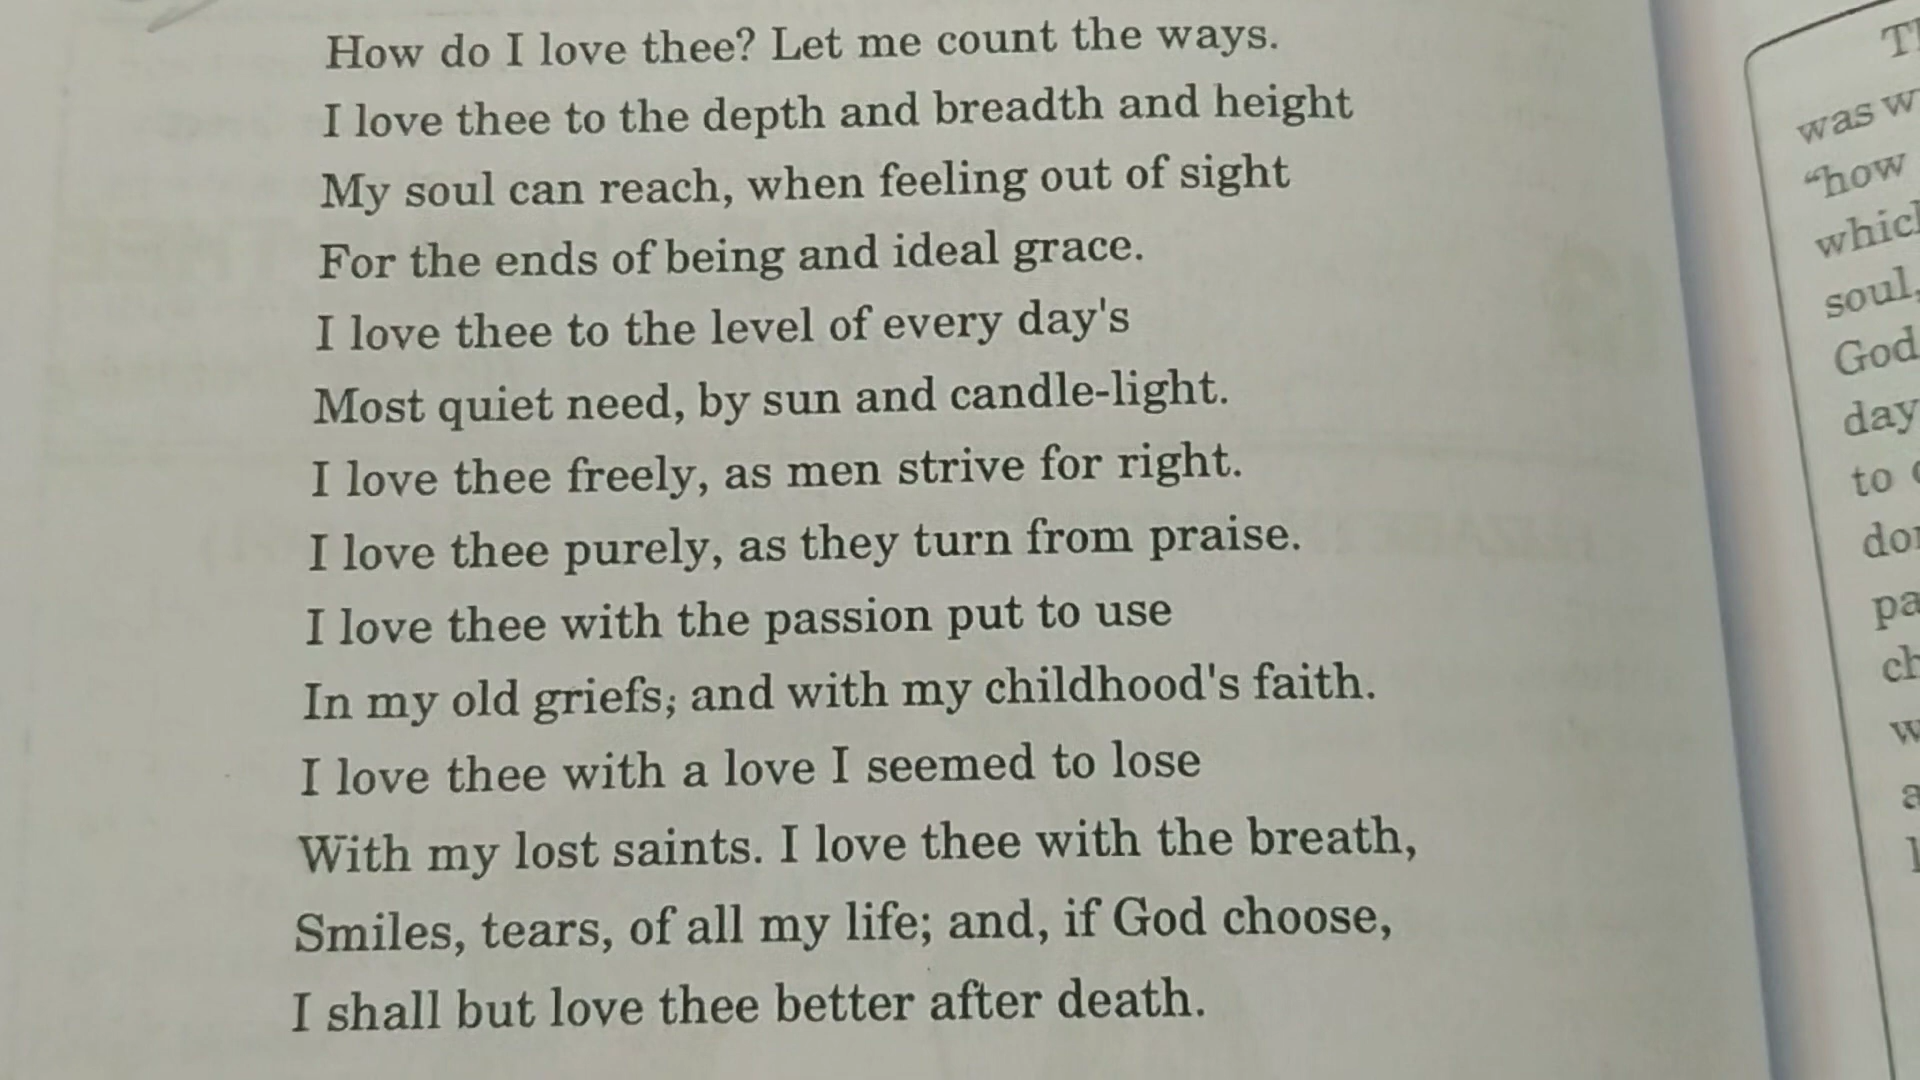 How do I love thee? Let me count the ways.
I love thee to the depth and breadth and height
My soul can reach, when feeling out of sight
For the ends of being and ideal grace.
I love thee to the level of every day's
Most quiet need, by sun and candle-light.
I love thee freely, as men strive for right.
I love thee purely, as they turn from praise.
I love thee with the passion put to use
In my old griefs; and with my childhood's faith.
I love thee with a love I seemed to lose
With my lost saints. I love thee with the breath,
Smiles, tears, of all my life; and, if God choose,
I shall but love thee better after death.
was
"how
soul,
God
day
to